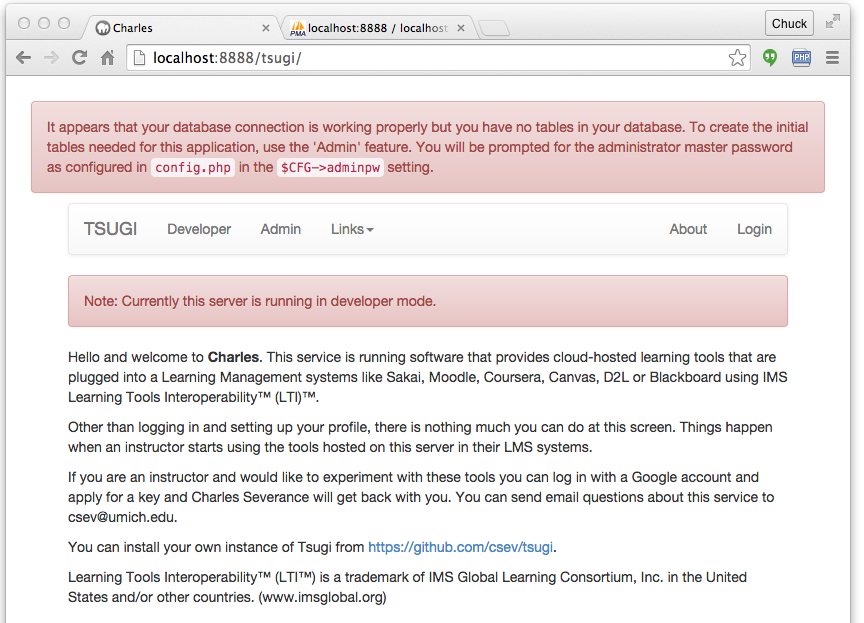 Charles
localhost:8888 / localhost
Chuck
localhost:8888/tsugi/
PHP
It appears that your database connection is working properly but you have no tables in your database. To create the initial
tables needed for this application, use the 'Admin' feature. You will be prompted for the administrator master password
as configured in config.php in the $CFG->adminpw setting.
TSUGI Developer Admin Links About Login
Note: Currently this server is running in developer mode.
Hello and welcome to Charles. This service is running software that provides cloud-hosted learning tools that are
plugged into a Learning Management systems like Sakai, Moodle, Coursera, Canvas, D2L or Blackboard using IMS
Learning Tools Interoperability™ (LTI)™.
Other than logging in and setting up your profile, there is nothing much you can do at this screen. Things happen
when an instructor starts using the tools hosted on this server in their LMS systems.
If you are an instructor and would like to experiment with these tools you can log in with a Google account and
apply for a key and Charles Severance will get back with you. You can send email questions about this service to
csev@umich.edu.
You can install your own instance of Tsugi from https://github.com/csev/tsugi.
Learning Tools Interoperability™ (LTI™) is a trademark of IMS Global Learning Consortium, Inc. in the United
States and/or other countries. (www.imsglobal.org)